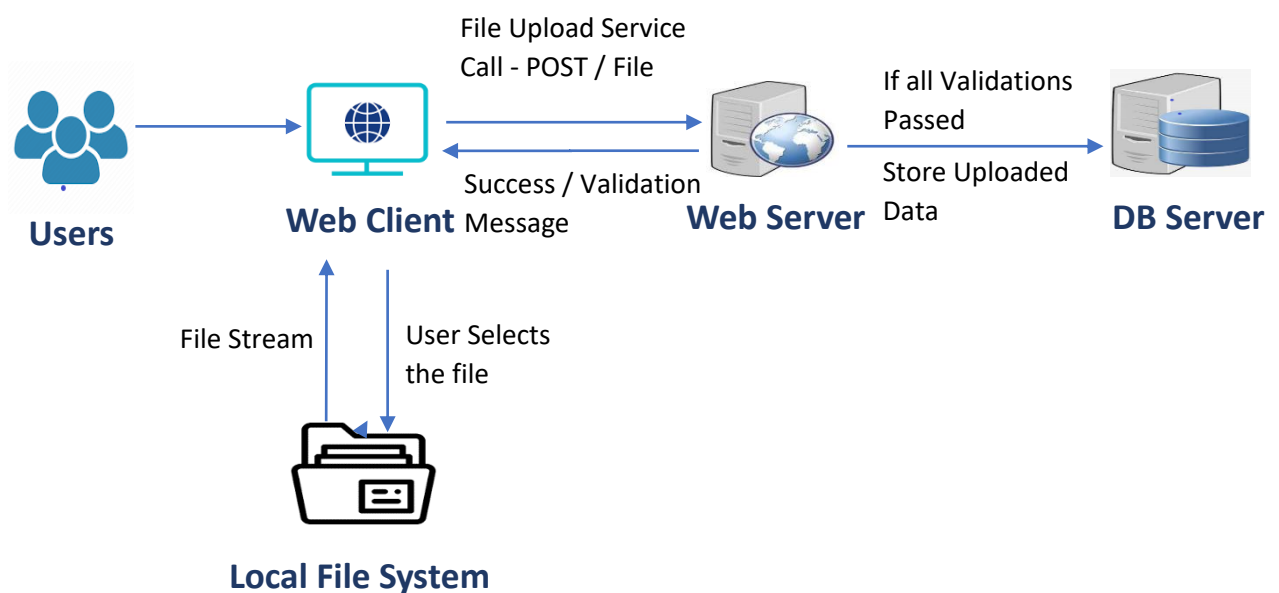 File Upload Service
Call - POST / File
If all Validations
Passed
Success / Validation
Message
Store Uploaded
Data
Users
Web Client
Web Server
DB Server
File Stream
User Selects
the file
Local File System